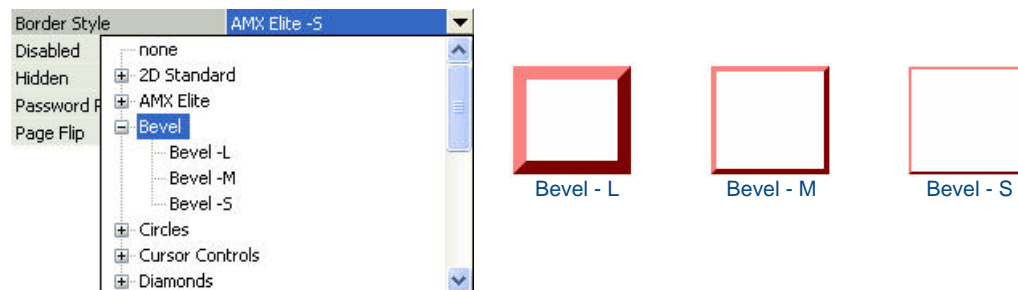 Border Style AMX Elite -S
Disabled
Hidden
Password
Page Flip
none
2D Standard
AMX Elite
Bevel
Bevel -L
Bevel -M
Bevel -S
Circles
Cursor Controls
Diamonds
Bevel - L
Bevel - M
Bevel - S